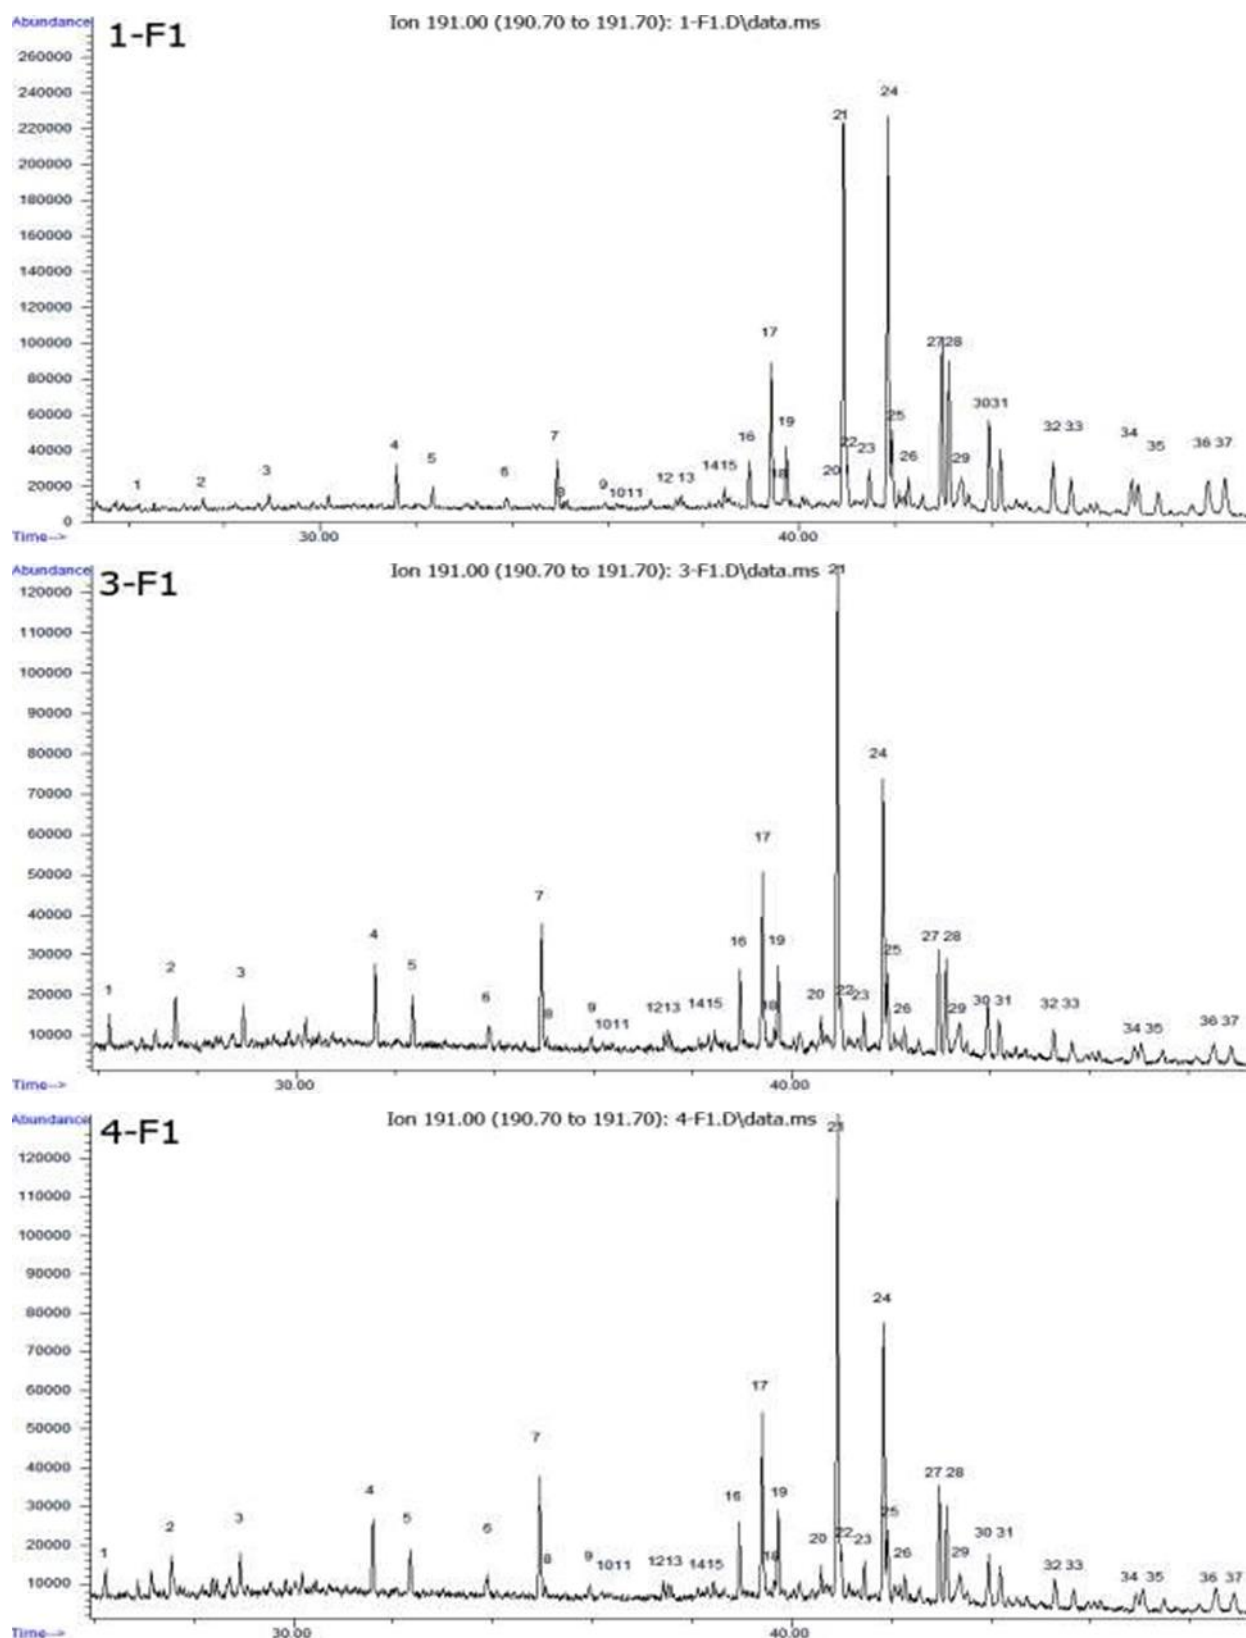 Abundance
Ion 191.00 (190.70 to 191.70): 1-F1.D\data.ms
1-F1
260000
240000
220000
200000
180000
160000
140000
120000
100000
80000
60000
40000
20000
0
1 2 3 4 5 6 7 8 9 1011 12 13 1415 16 17 18 19 20 21 22 23 24 25 26 2728 29 3031 32 33 34 35 36 37
Time-->
30.00 40.00
Abundance
Ion 191.00 (190.70 to 191.70): 3-F1.D\data.ms
3-F1
120000
110000
100000
90000
80000
70000
60000
50000
40000
30000
20000
10000
1 2 3 4 5 6 7 8 9 1011 1213 1415 16 17 18 19 20 21 22 23 24 25 26 27 28 29 30 31 32 33 34 35 36 37
Time-->
30.00 40.00
Abundance
Ion 191.00 (190.70 to 191.70): 4-F1.D\data.ms
4-F1
120000
110000
100000
90000
80000
70000
60000
50000
40000
30000
20000
10000
1 2 3 4 5 6 7 8 9 1011 1213 1415 16 17 18 19 20 21 22 23 24 25 26 27 28 29 30 31 32 33 34 35 36 37
Time-->
30.00 40.00